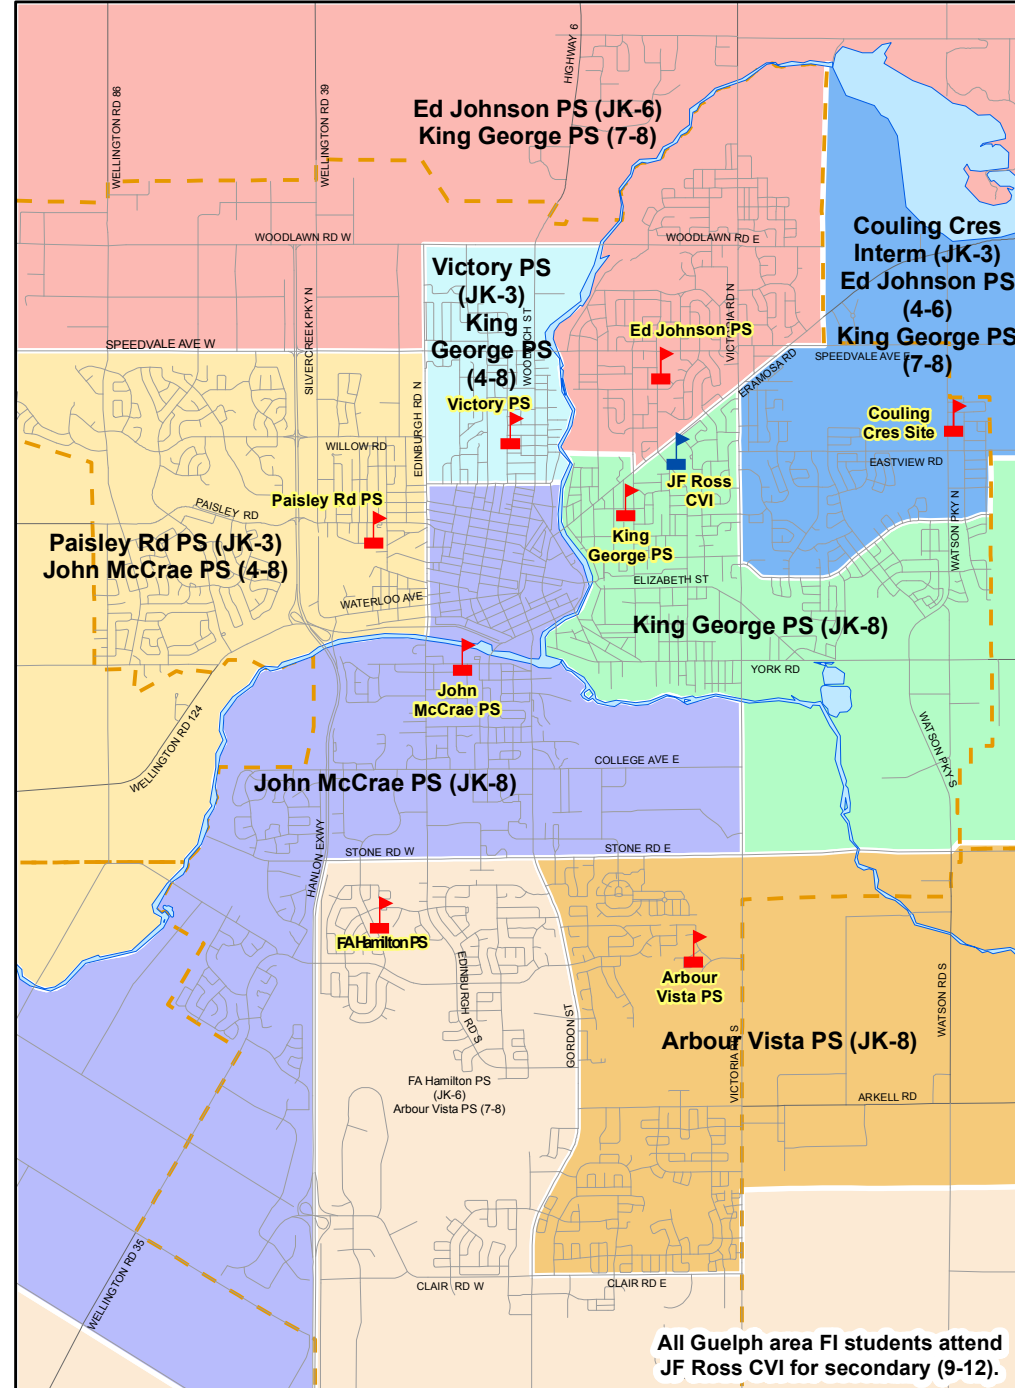 HIGHWAY 6
WELLINGTON RD 86
WELLINGTON RD 39
Ed Johnson PS (JK-6)
King George PS (7-8)
WOODLAWN RD W
WOODLAWN RD E
Couling Cres
Interm (JK-3)
Ed Johnson PS
(4-6)
King George PS
(7-8)
Victory PS
(JK-3)
King
George PS
(4-8)
WOOLWICH ST
SILVERCREEK PKY N
VICTORIA RD N
Ed Johnson PS
SPEEDVALE AVE W
SPEEDVALE AVE E
ERAMOSA RD
Victory PS
EDINBURGH RD N
WILLOW RD
Couling
Cres Site
EASTVIEW RD
JF Ross
CVI
PAISLEY RD
Paisley Rd PS
WATSON PKY N
King
George PS
Paisley Rd PS (JK-3)
John McCrae PS (4-8)
ELIZABETH ST
WATERLOO AVE
King George PS (JK-8)
YORK RD
John
McCrae PS
WELLINGTON RD 124
WATSON PKY S
COLLEGE AVE E
John McCrae PS (JK-8)
HANLON EXWY
STONE RD W
STONE RD E
FA Hamilton PS
EDINBURGH RD S
Arbour
Vista PS
WATSON RD S
GORDON ST
VICTORIA RD S
Arbour Vista PS (JK-8)
FA Hamilton PS
(JK-6)
Arbour Vista PS (7-8)
ARKELL RD
WELLINGTON RD 35
CLAIR RD W
CLAIR RD E
All Guelph area FI students attend
JF Ross CVI for secondary (9-12).